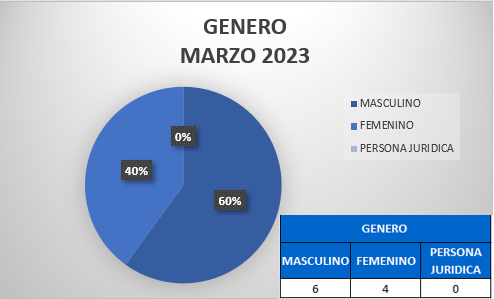 GENERO
MARZO 2023
MASCULINO
FEMENINO
PERSONA JURIDICA
0%
40%
60%
GENERO
MASCULINO FEMENINO PERSONA JURIDICA
6 4 0